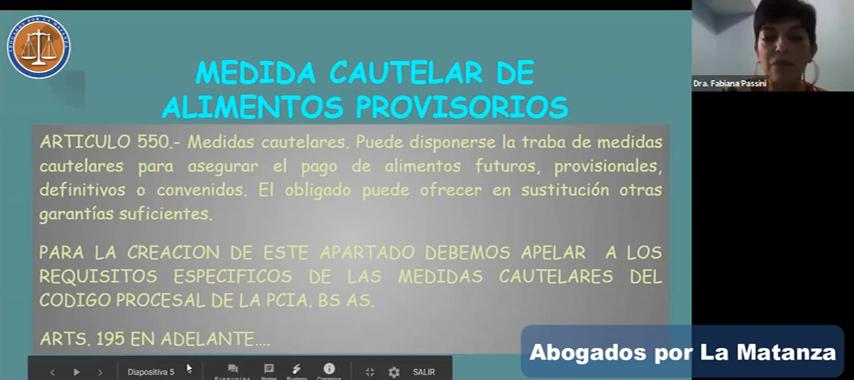 MEDIDA CAUTELAR DE
ALIMENTOS PROVISORIOS
ARTICULO 550.- Medidas cautelares. Puede disponerse la traba de medidas
cautelares para asegurar el pago de alimentos futuros, provisionales,
definitivos o convenidos. El obligado puede ofrecer en sustitución otras
garantías suficientes.
PARA LA CREACION DE ESTE APARTADO DEBEMOS APELAR A LOS
REQUISITOS ESPECIFICOS DE LAS MEDIDAS CAUTELARES DEL
CODIGO PROCESAL DE LA PCIA. BS AS.
ARTS. 195 EN ADELANTE....
Dra. Fabiana Passini
Diapositiva 5
SALIR
Abogados por La Matanza